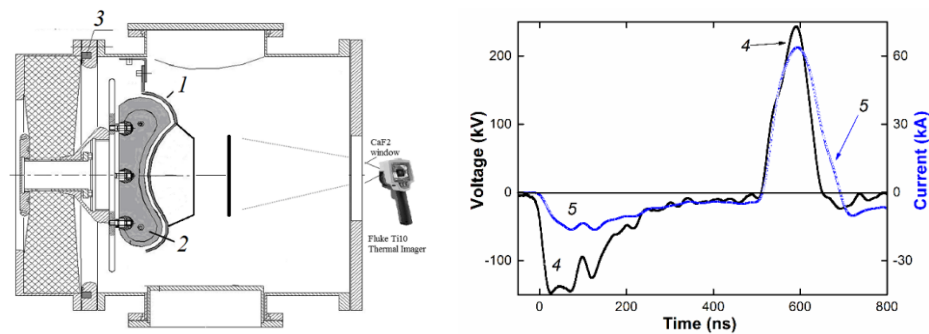 3
1
2
CaF2
window
Fluke Ti10
Thermal Imager
Voltage (kV)
200
100
0
-100
4
5
5
4
60
30
0
-30
Current (kA)
0
200
400
600
800
Time (ns)